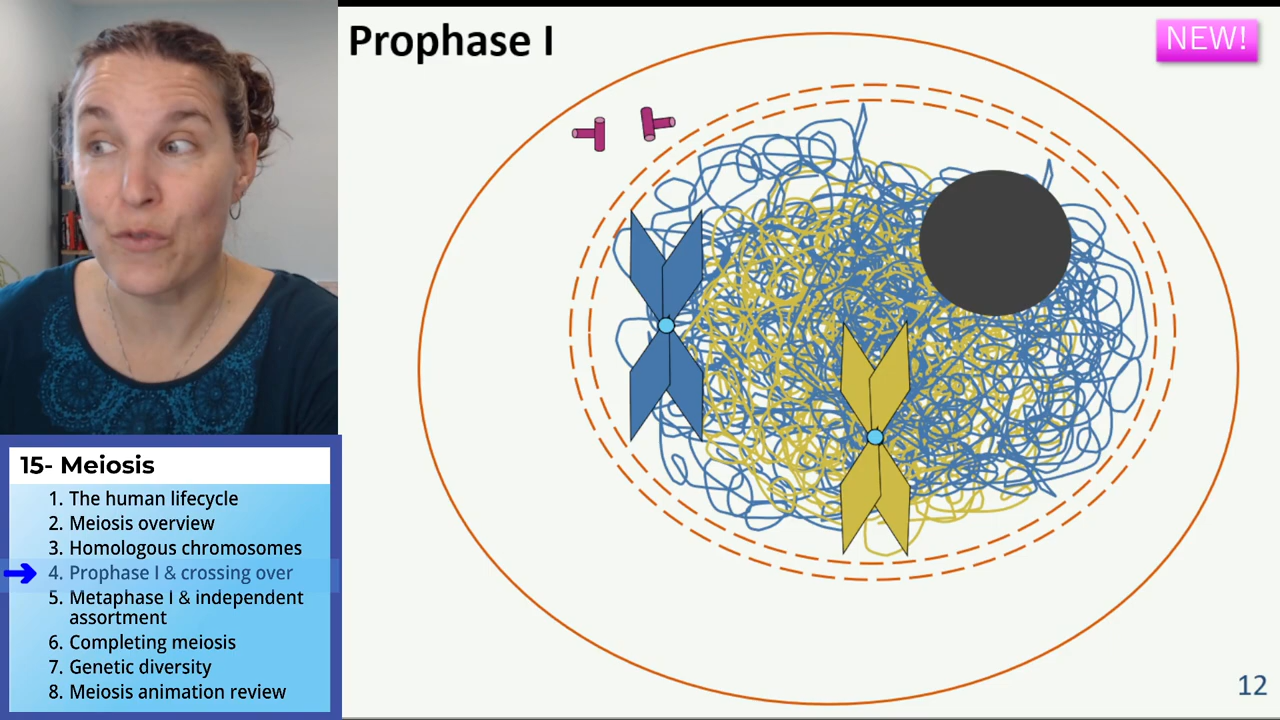 Prophase I
NEW!
15- Meiosis
1. The human lifecycle
2. Meiosis overview
3. Homologous chromosomes
4. Prophase I & crossing over
5. Metaphase I & independent
assortment
6. Completing meiosis
7. Genetic diversity
8. Meiosis animation review
12